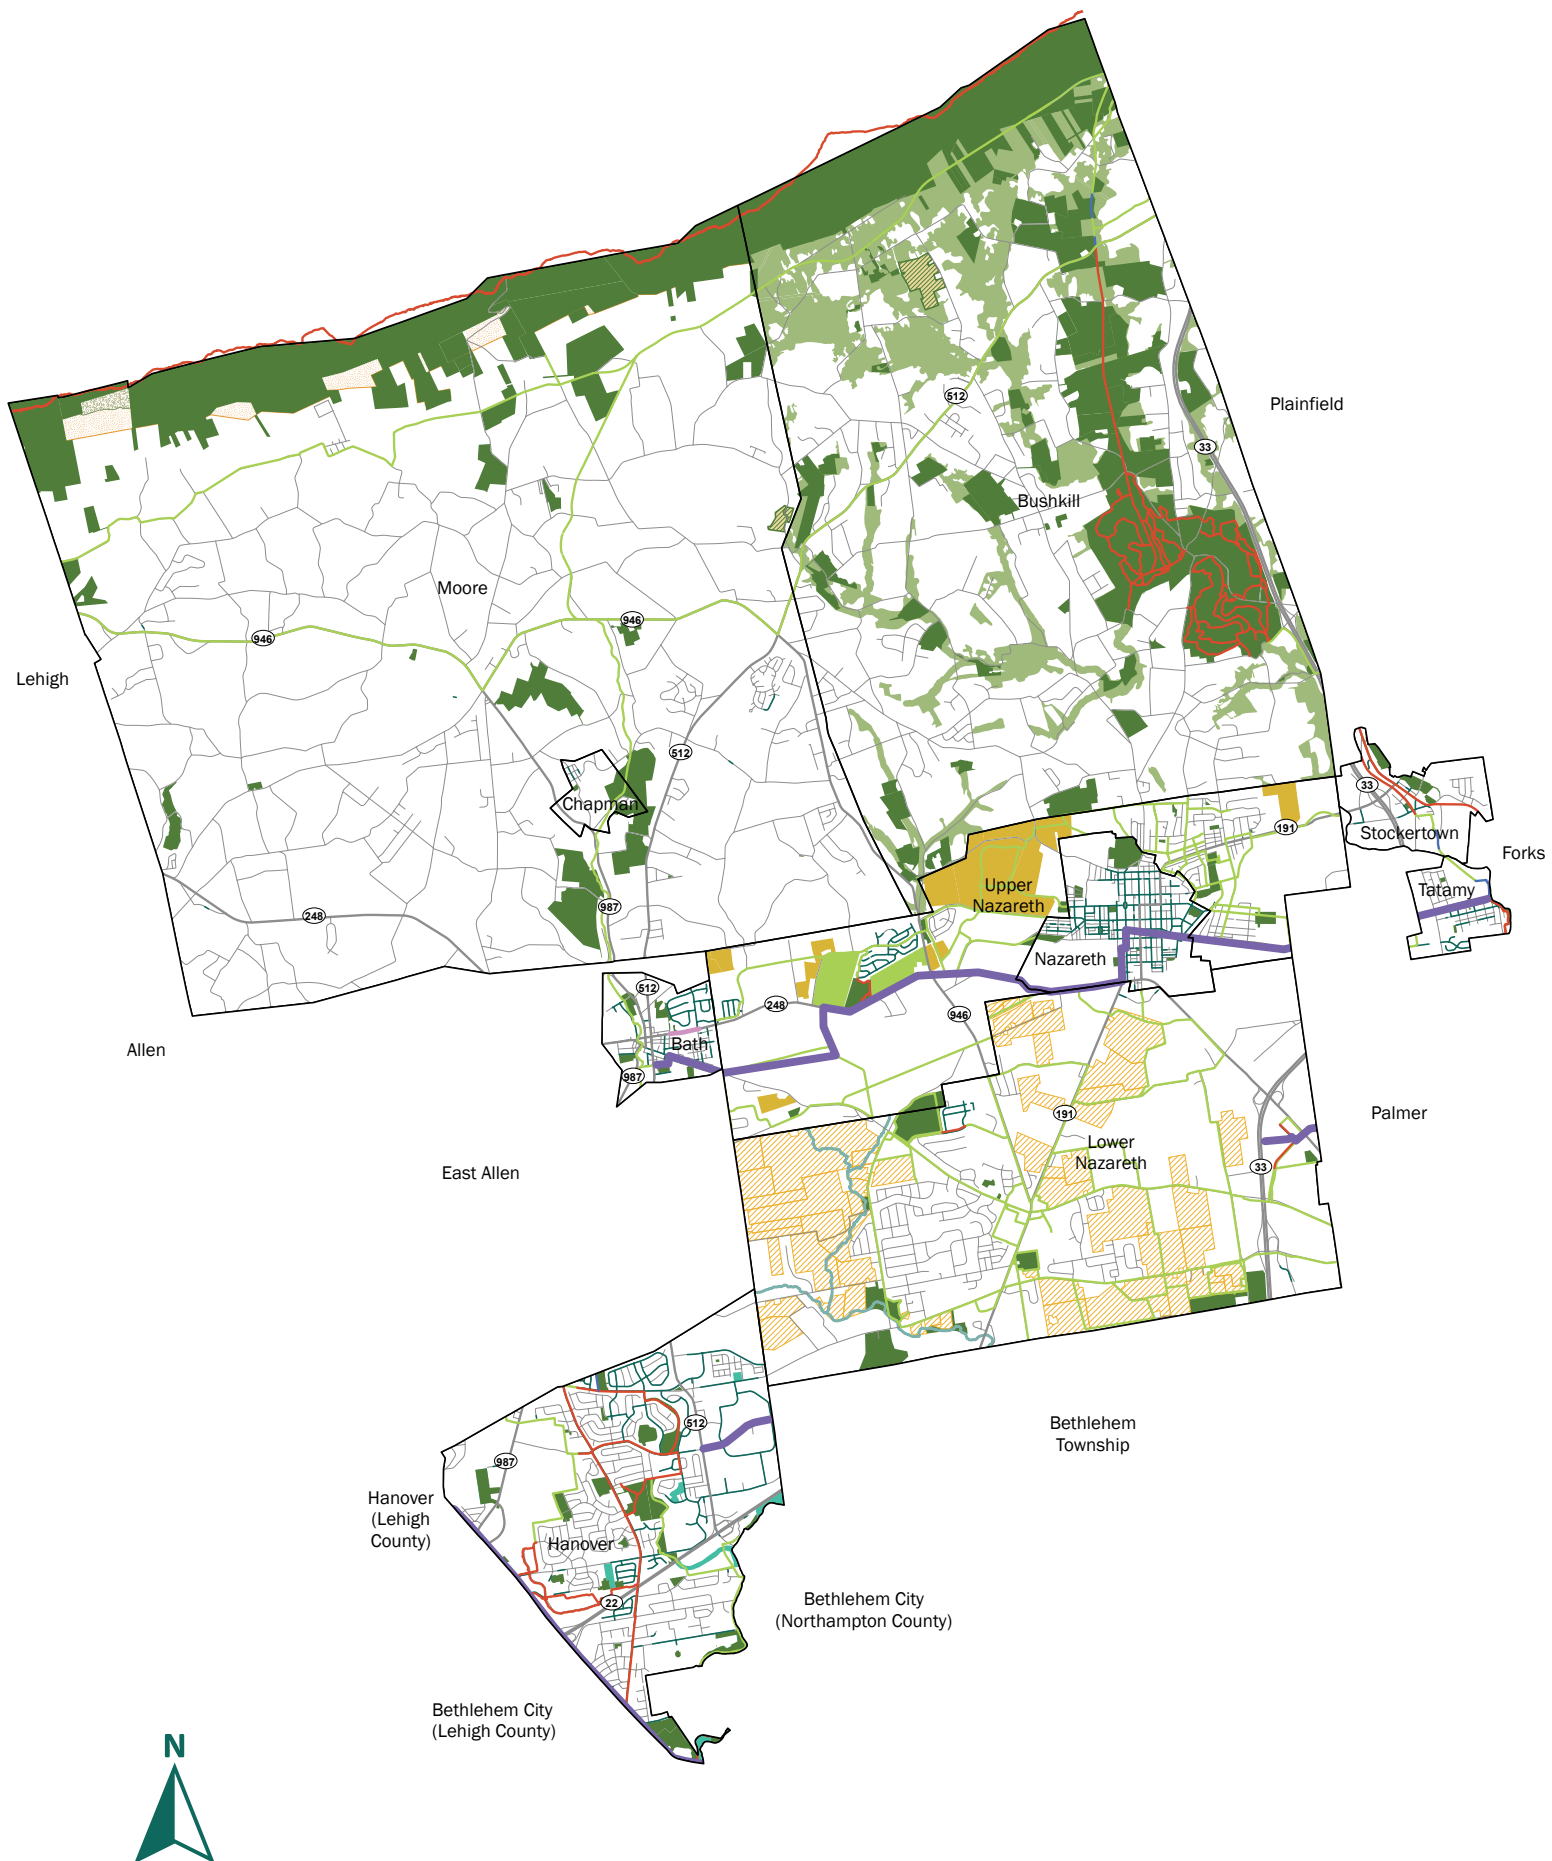 512
Plainfield
33
Bushkill
Moore
946
946
Lehigh
512
33
Chapman
191
Stockertown
Forks
Upper
Nazareth
Tatamy
987
248
Nazareth
512
248
946
Bath
Allen
987
191
Palmer
Lower
Nazareth
East Allen
33
512
Bethlehem
Township
987
Hanover
(Lehigh
County)
Hanover
22
Bethlehem City
(Northampton County)
Bethlehem City
(Lehigh County)
N